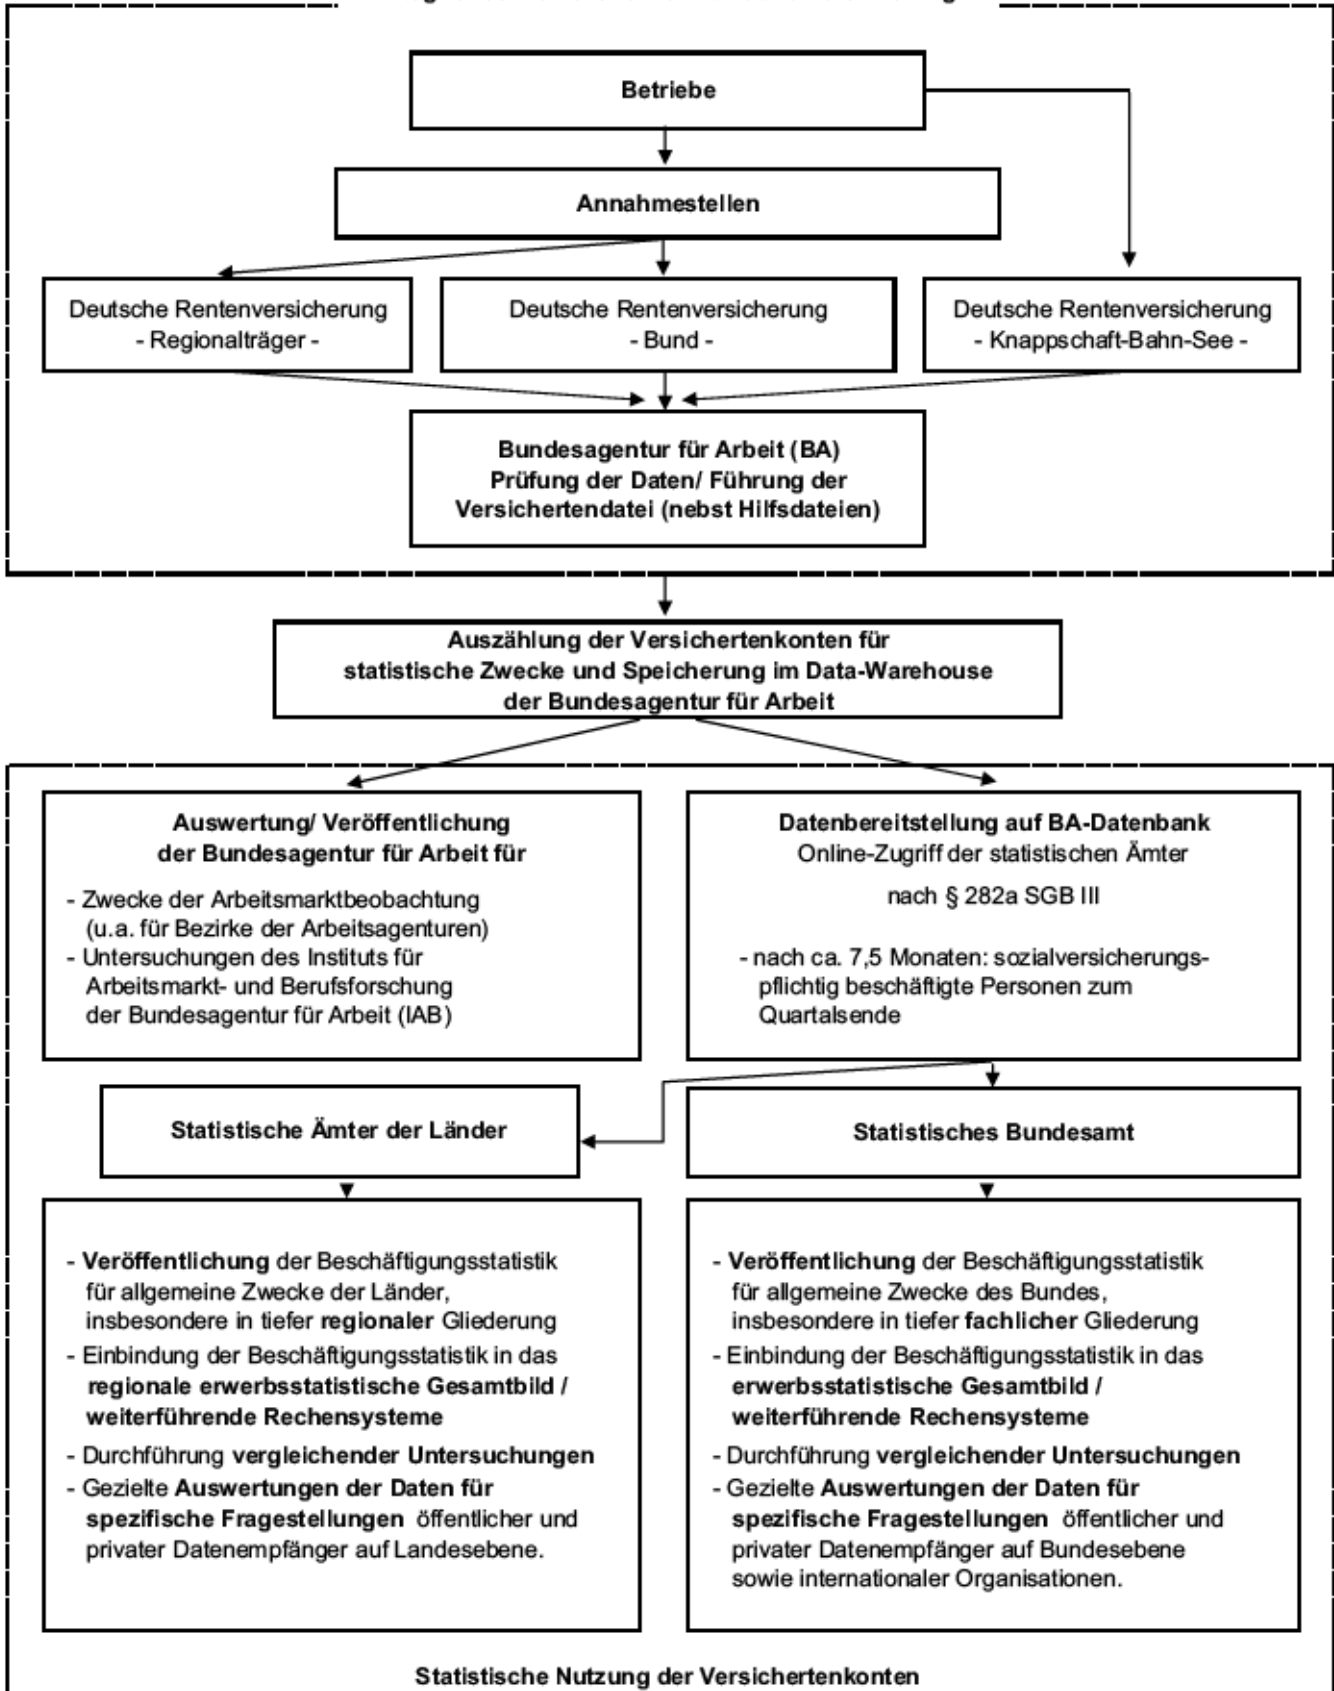 Betriebe
Annahmestellen
Deutsche Rentenversicherung
- Regionalträger -
Deutsche Rentenversicherung
- Bund -
Deutsche Rentenversicherung
- Knappschaft-Bahn-See -
Bundesagentur für Arbeit (BA)
Prüfung der Daten/ Führung der
Versichertendatei (nebst Hilfsdateien)
Auszählung der Versichertenkonten für
statistische Zwecke und Speicherung im Data-Warehouse
der Bundesagentur für Arbeit
Auswertung/ Veröffentlichung
der Bundesagentur für Arbeit für
- Zwecke der Arbeitsmarktbeobachtung
(u.a. für Bezirke der Arbeitsagenturen)
- Untersuchungen des Instituts für
Arbeitsmarkt- und Berufsforschung
der Bundesagentur für Arbeit (IAB)
Datenbereitstellung auf BA-Datenbank
Online-Zugriff der statistischen Ämter
nach § 282a SGB III
- nach ca. 7,5 Monaten: sozialversicherungs-
pflichtig beschäftigte Personen zum
Quartalsende
Statistische Ämter der Länder
Statistisches Bundesamt
- Veröffentlichung der Beschäftigungsstatistik
für allgemeine Zwecke der Länder,
insbesondere in tiefer regionaler Gliederung
- Einbindung der Beschäftigungsstatistik in das
regionale erwerbsstatistische Gesamtbild /
weiterführende Rechensysteme
- Durchführung vergleichender Untersuchungen
- Gezielte Auswertungen der Daten für
spezifische Fragestellungen öffentlicher und
privater Datenempfänger auf Landesebene.
- Veröffentlichung der Beschäftigungsstatistik
für allgemeine Zwecke des Bundes,
insbesondere in tiefer fachlicher Gliederung
- Einbindung der Beschäftigungsstatistik in das
erwerbsstatistische Gesamtbild /
weiterführende Rechensysteme
- Durchführung vergleichender Untersuchungen
- Gezielte Auswertungen der Daten für
spezifische Fragestellungen öffentlicher und
privater Datenempfänger auf Bundesebene
sowie internationaler Organisationen.
Statistische Nutzung der Versichertenkonten